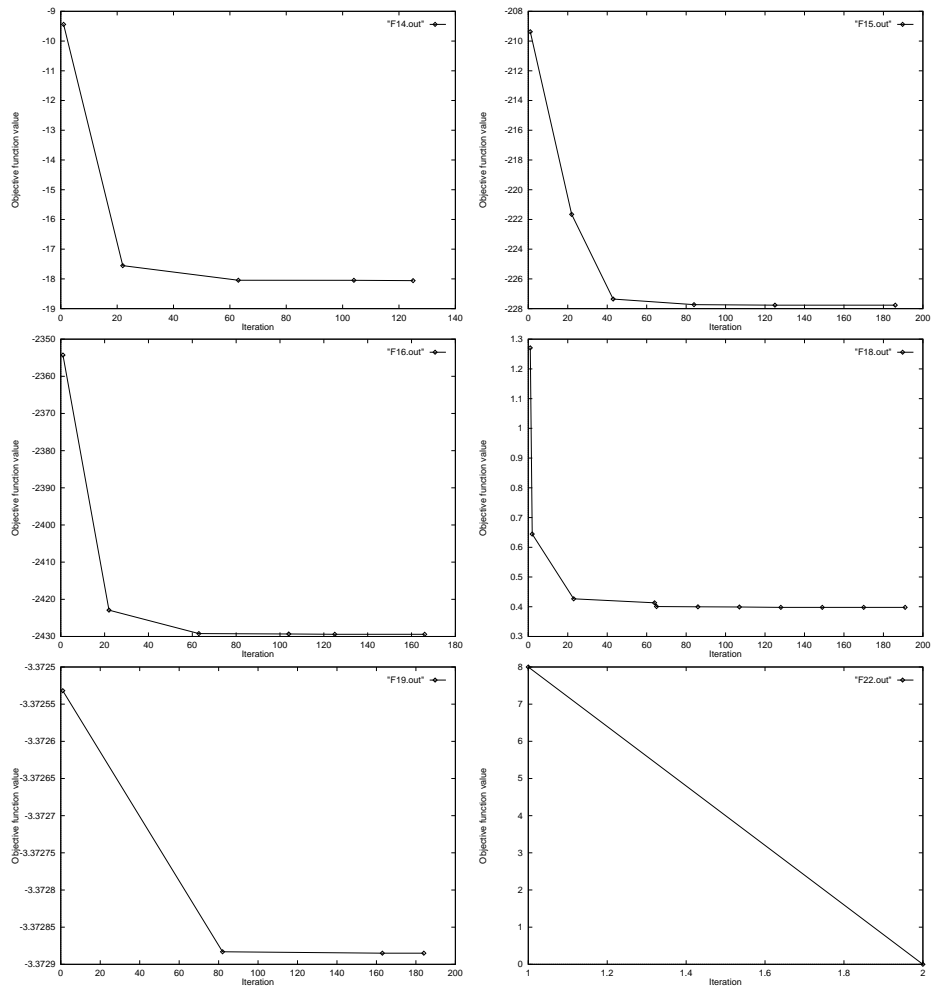 -9
-10
-11
-12
-13
-14
-15
-16
-17
-18
-19
0 20 40 60 80 100 120 140
Iteration
Objective function value
"F14.out"
-208
-210
-212
-214
-216
-218
-220
-222
-224
-226
-228
0 20 40 60 80 100 120 140 160 180 200
Iteration
Objective function value
"F15.out"
-2350
-2360
-2370
-2380
-2390
-2400
-2410
-2420
-2430
0 20 40 60 80 100 120 140 160 180
Iteration
Objective function value
"F16.out"
1.3
1.2
1.1
1
0.9
0.8
0.7
0.6
0.5
0.4
0.3
0 20 40 60 80 100 120 140 160 180 200
Iteration
Objective function value
"F18.out"
-3.3725
-3.37255
-3.3726
-3.37265
-3.3727
-3.37275
-3.3728
-3.37285
-3.3729
0 20 40 60 80 100 120 140 160 180 200
Iteration
Objective function value
"F19.out"
8
7
6
5
4
3
2
1
0
1 1.2 1.4 1.6 1.8 2
Iteration
Objective function value
"F22.out"